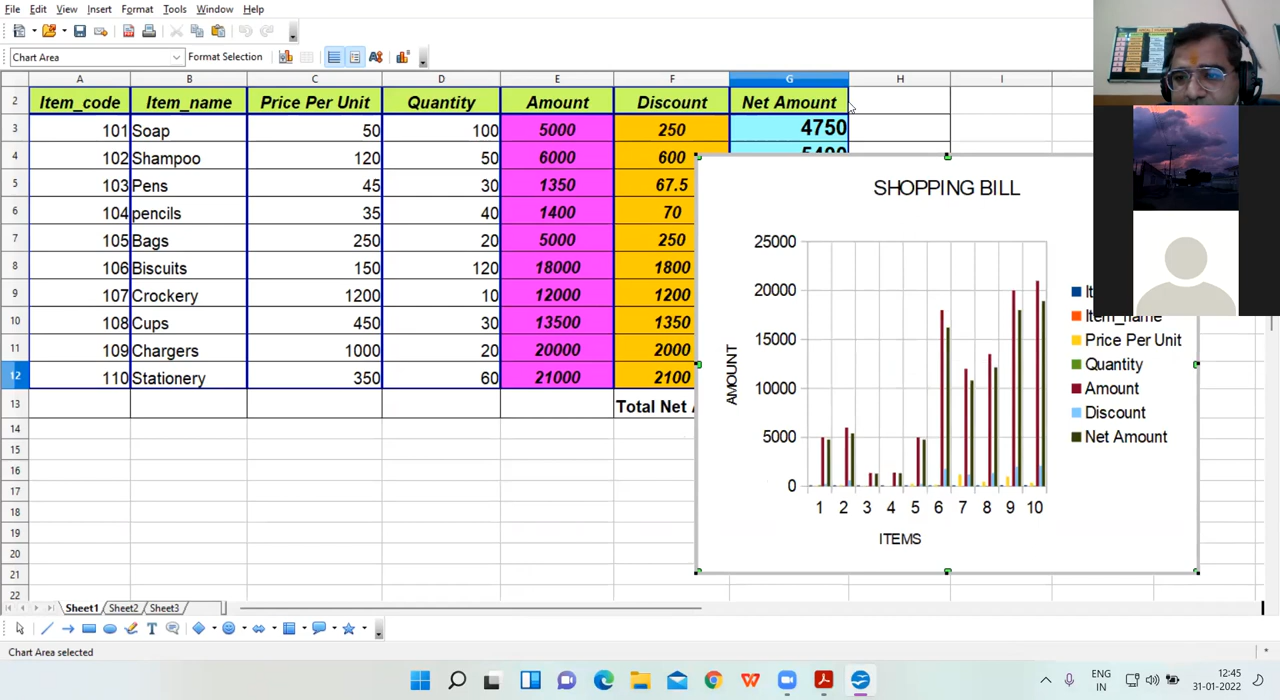 File Edit View Insert Format Tools Window Help
Chart Area Format Selection
A B C D E F G H I
2 Item_code Item_name Price Per Unit Quantity Amount Discount Net Amount
3 101 Soap 50 100 5000 250 4750
4 102 Shampoo 120 50 6000 600 5400
5 103 Pens 45 30 1350 67.5
6 104 pencils 35 40 1400 70
7 105 Bags 250 20 5000 250
8 106 Biscuits 150 120 18000 1800
9 107 Crockery 1200 10 12000 1200
10 108 Cups 450 30 13500 1350
11 109 Chargers 1000 20 20000 2000
12 110 Stationery 350 60 21000 2100
13 Total Net
14
15
16
17
18
19
20
21
22
SHOPPING BILL
25000
20000
15000
10000
5000
0
AMOUNT
1 2 3 4 5 6 7 8 9 10
ITEMS
Item_name
Price Per Unit
Quantity
Amount
Discount
Net Amount
Sheet1 Sheet2 Sheet3
Chart Area selected
ENG
IN
12:45
31-01-2022